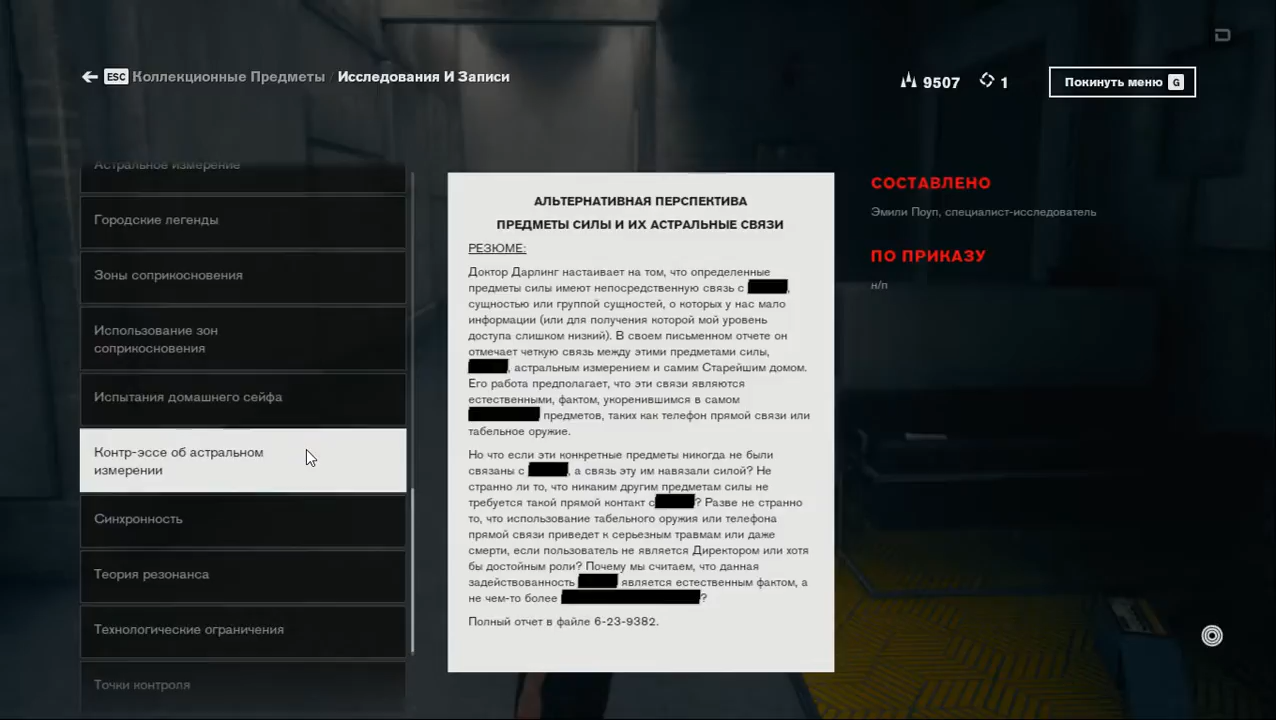 ESC Коллекционные Предметы / Исследования И Записи
9507 1
Покинуть меню G
Астральное измерение
Городские легенды
Зоны соприкосновения
Использование зон
соприкосновения
Испытания домашнего сейфа
Контр-эссе об астральном
измерении
Синхронность
Теория резонанса
Технологические ограничения
Точки контроля
АЛЬТЕРНАТИВНАЯ ПЕРСПЕКТИВА
ПРЕДМЕТЫ СИЛЫ И ИХ АСТРАЛЬНЫЕ СВЯЗИ
РЕЗЮМЕ:
Доктор Дарлинг настаивает на том, что определенные
предметы силы имеют непосредственную связь с ,
сущностью или группой сущностей, о которых у нас мало
информации (или для получения которой мой уровень
доступа слишком низкий). В своем письменном отчете он
отмечает четкую связь между этими предметами силы,
, астральным измерением и самим Старейшим домом.
Его работа предполагает, что эти связи являются
естественными, фактом, укоренившимся в самом
предметов, таких как телефон прямой связи или
табельное оружие.
Но что если эти конкретные предметы никогда не были
связаны с , а связь эту им навязали силой? Не
странно ли то, что никаким другим предметам силы не
требуется такой прямой контакт с ? Разве не странно
то, что использование табельного оружия или телефона
прямой связи приведет к серьезным травмам или даже
смерти, если пользователь не является Директором или хотя
бы достойным роли? Почему мы считаем, что данная
задействованность является естественным фактом, а
не чем-то более ?
Полный отчет в файле 6-23-9382.
СОСТАВЛЕНО
Эмили Поуп, специалист-исследователь
ПО ПРИКАЗУ
н/п